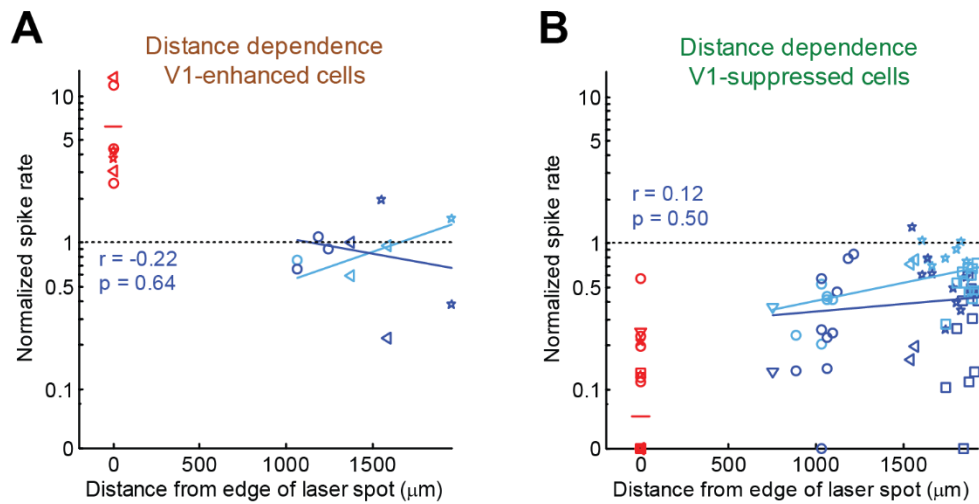 A
Distance dependence
V1-enhanced cells
Normalized spike rate
10
5
1
0.5
0.1
0
r = -0.22
p = 0.64
0 500 1000 1500
Distance from edge of laser spot (μm)
B
Distance dependence
V1-suppressed cells
Normalized spike rate
10
5
1
0.5
0.1
0
r = 0.12
p = 0.50
0 500 1000 1500
Distance from edge of laser spot (μm)